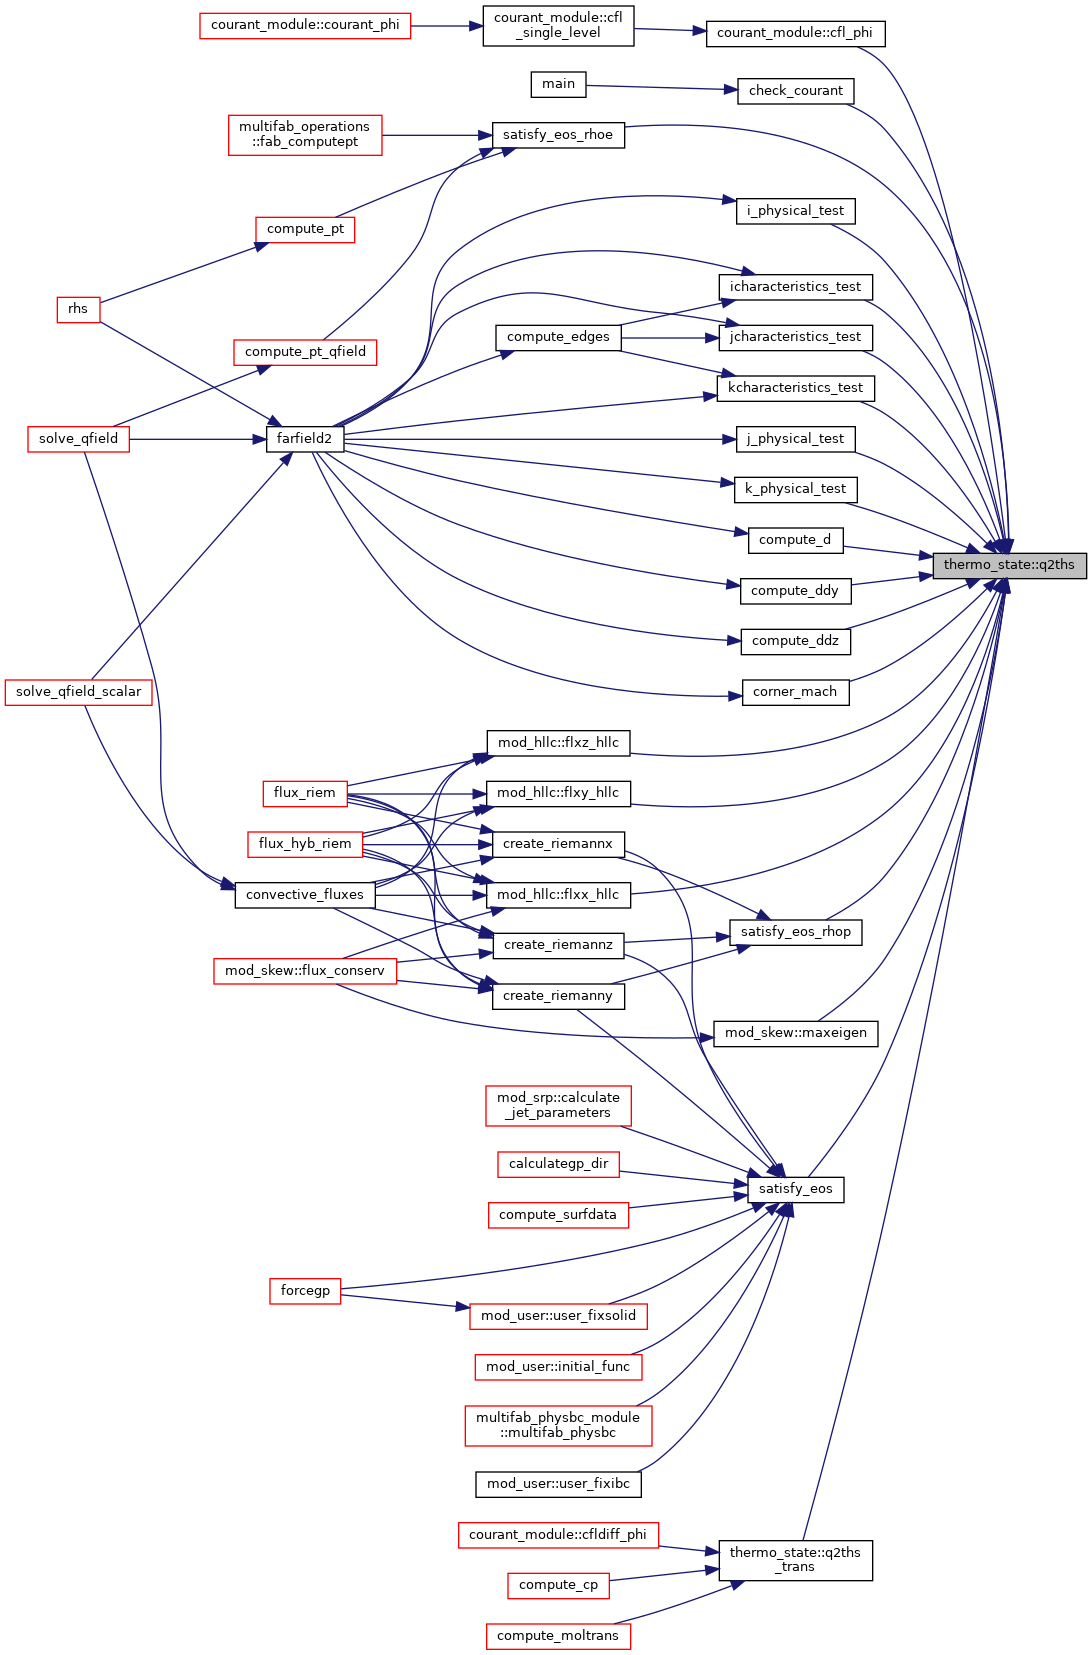 courant_module::courant_phi
courant_module::cfl
_single_level
courant_module::cfl_phi
main
check_courant
multifab_operations
::fab_computept
satisfy_eos_rhoe
i_physical_test
compute_pt
icharacteristics_test
rhs
compute_edges
jcharacteristics_test
compute_pt_qfield
kcharacteristics_test
solve_qfield
farfield2
j_physical_test
k_physical_test
compute_d
thermo_state::q2ths
compute_ddy
compute_ddz
solve_qfield_scalar
corner_mach
mod_hllc::flxz_hllc
flux_riem
mod_hllc::flxy_hllc
flux_hyb_riem
create_riemannx
convective_fluxes
mod_hllc::flxx_hllc
satisfy_eos_rhop
create_riemannz
mod_skew::flux_conserv
create_riemanny
mod_skew::maxeigen
mod_srp::calculate
_jet_parameters
calculategp_dir
satisfy_eos
compute_surfdata
forcegp
mod_user::user_fixsolid
mod_user::initial_func
multifab_physbc_module
::multifab_physbc
mod_user::user_fixibc
courant_module::cfldiff_phi
thermo_state::q2ths
_trans
compute_cp
compute_moltrans